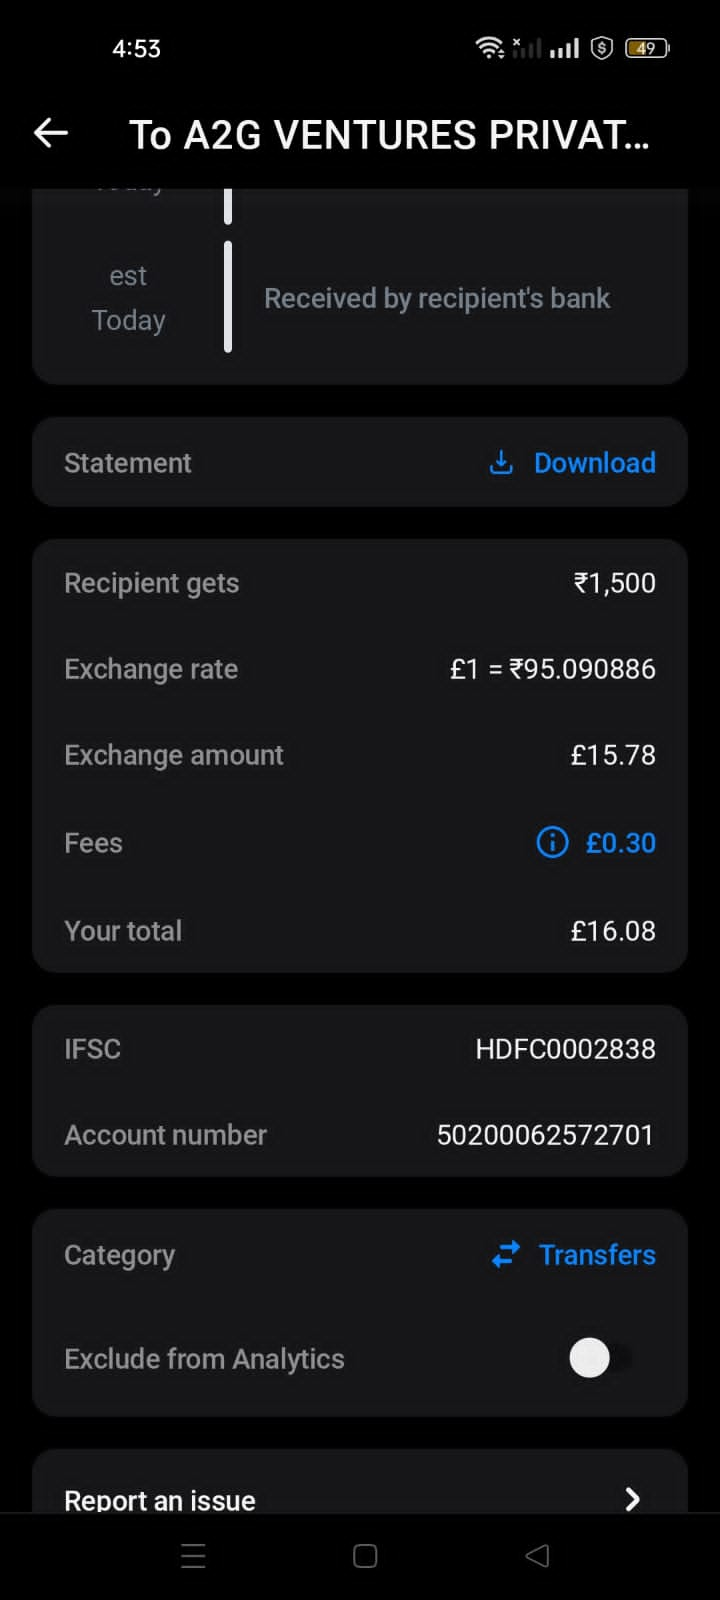 4:53
49
To A2G VENTURES PRIVAT...
Today
est
Today
Received by recipient's bank
Statement
Download
Recipient gets
₹1,500
Exchange rate
£1 = ₹95.090886
Exchange amount
£15.78
Fees
£0.30
Your total
£16.08
IFSC
HDFC0002838
Account number
50200062572701
Category
Transfers
Exclude from Analytics
Report an issue